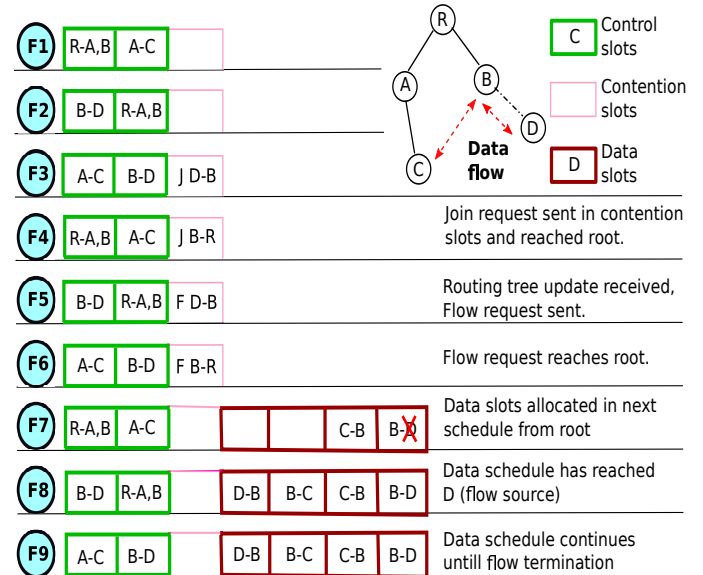 F1 R-A,B A-C
F2 B-D R-A,B
R
A
B
D
C
Data
flow
C Control
slots
Contention
slots
D Data
slots
F3 A-C B-D J D-B
F4 R-A,B A-C J B-R
Join request sent in contention
slots and reached root.
F5 B-D R-A,B F D-B
Routing tree update received,
Flow request sent.
F6 A-C B-D F B-R
Flow request reaches root.
F7 R-A,B A-C C-B B-D
Data slots allocated in next
schedule from root
F8 B-D R-A,B D-B B-C C-B B-D
Data schedule has reached
D (flow source)
F9 A-C B-D D-B B-C C-B B-D
Data schedule continues
untill flow termination